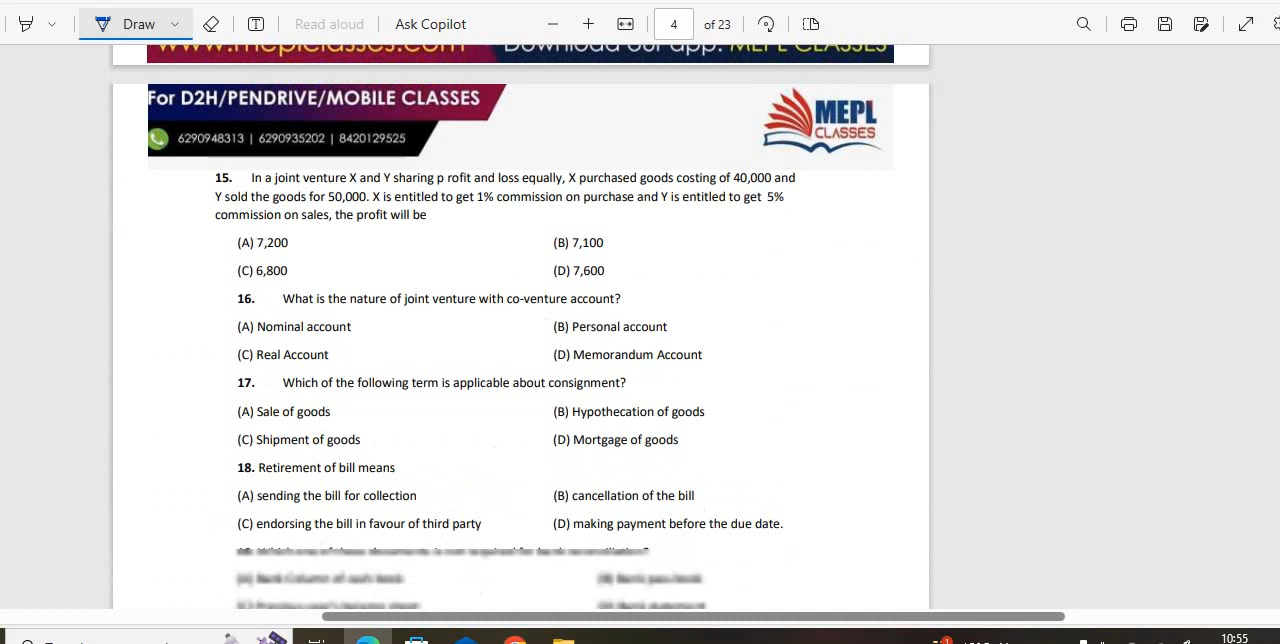 Draw
T
Read aloud
Ask Copilot
4 of 23
For D2H/PENDRIVE/MOBILE CLASSES
6290948313 | 6290935202 | 8420129525
MEPL
CLASSES
15. In a joint venture X and Y sharing p rofit and loss equally, X purchased goods costing of 40,000 and
Y sold the goods for 50,000. X is entitled to get 1% commission on purchase and Y is entitled to get 5%
commission on sales, the profit will be
(A) 7,200 (B) 7,100
(C) 6,800 (D) 7,600
16. What is the nature of joint venture with co-venture account?
(A) Nominal account (B) Personal account
(C) Real Account (D) Memorandum Account
17. Which of the following term is applicable about consignment?
(A) Sale of goods (B) Hypothecation of goods
(C) Shipment of goods (D) Mortgage of goods
18. Retirement of bill means
(A) sending the bill for collection (B) cancellation of the bill
(C) endorsing the bill in favour of third party (D) making payment before the due date.
10:55